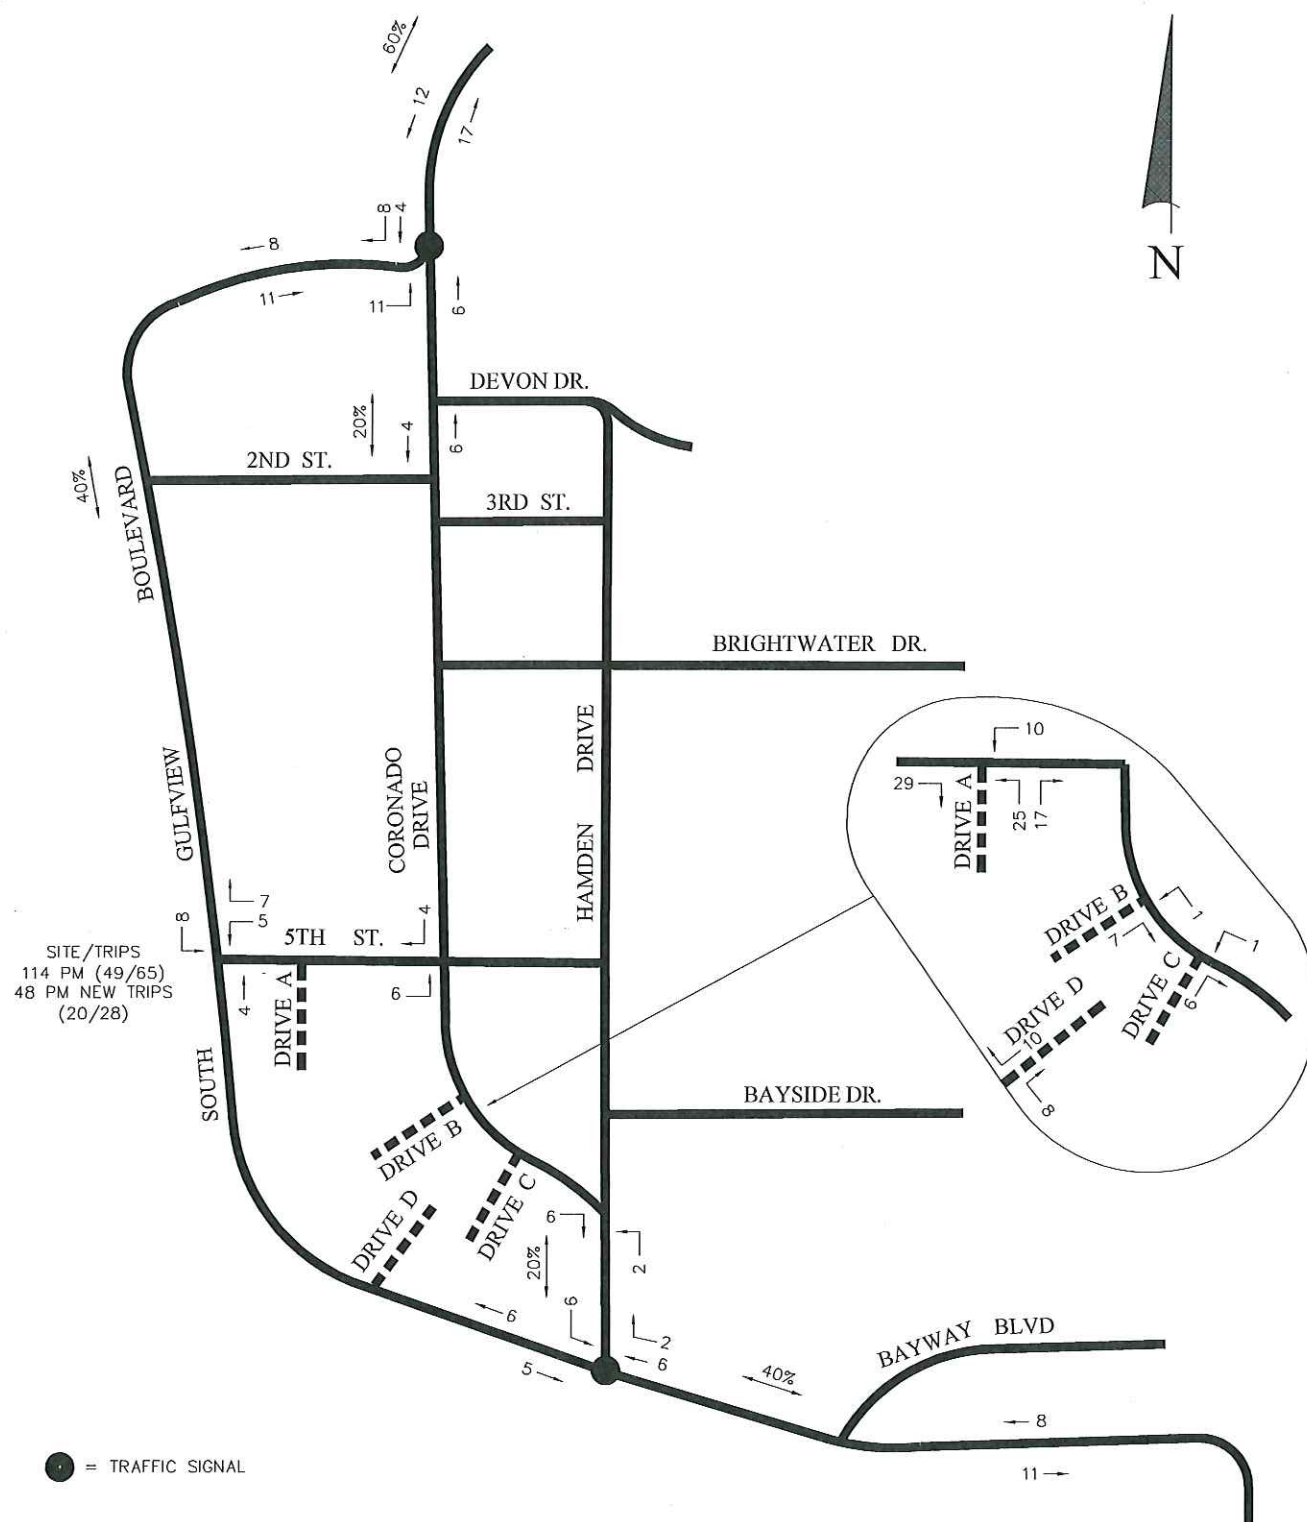 60%
12
17
N
8
4
8
11
11
6
DEVON DR.
20%
4
6
2ND ST.
40%
3RD ST.
BOULEVARD
BRIGHTWATER DR.
GULFVIEW
CORONADO
DRIVE
HAMDEN DRIVE
10
29
DRIVE A
25
17
7
5
8
4
5TH ST.
SITE/TRIPS
114 PM (49/65)
48 PM NEW TRIPS
(20/28)
4
DRIVE A
6
DRIVE B
1
7
1
DRIVE C
6
DRIVE D
10
8
SOUTH
BAYSIDE DR.
DRIVE B
DRIVE C
DRIVE D
6
20%
2
6
2
6
6
5
40%
BAYWAY BLVD
8
11
= TRAFFIC SIGNAL